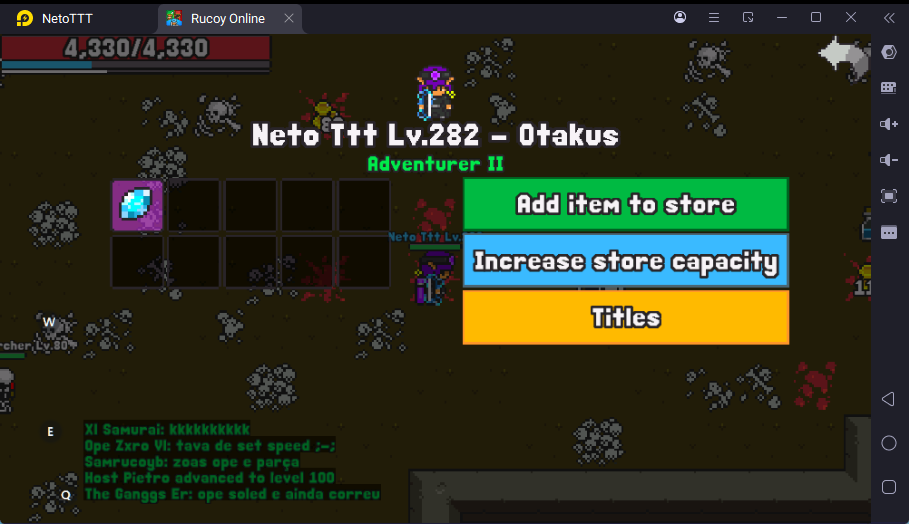 NetoTTT
Rucoy Online
4,330/4,330
Neto Ttt Lv.282 - Otakus
Adventurer II
Add item to store
Increase store capacity
Titles
Neto Ttt Lv.
W
rcher Lv.80
E
Q
Xl Samurai: kkkkkkkkkk
Ope Zxro Vl: tava de set speed ;-;
Samrucoyb: zoas ope e parça
Host Pietro advanced to level 100
The Ganggs Er: ope soled e ainda correu